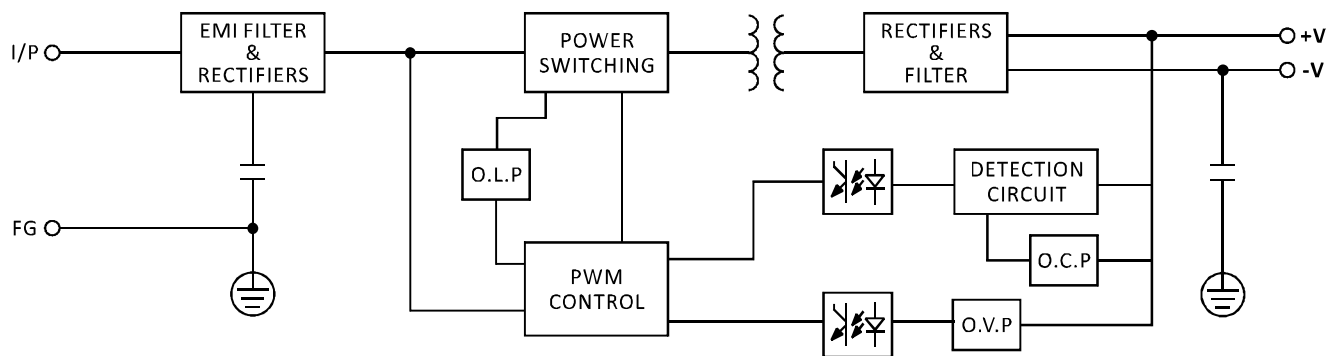 I/P
EMI FILTER
&
RECTIFIERS
POWER
SWITCHING
RECTIFIERS
&
FILTER
+V
-V
O.L.P
DETECTION
CIRCUIT
FG
PWM
CONTROL
O.C.P
O.V.P